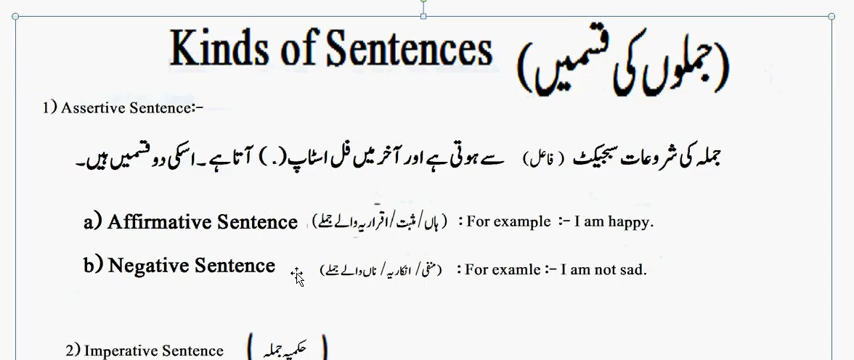 Kinds of Sentences (جملوں کی قسمیں)
1) Assertive Sentence:-
جملہ کی شروعات سبجیکٹ (فاعل) سے ہوتی ہے اور آخر میں فل اسٹاپ(.) آتا ہے۔ اسکی دو قسمیں ہیں۔
a) Affirmative Sentence (ہاں/مثبت/اقراریہ والے جملے) : For example :- I am happy.
b) Negative Sentence (منفی/انکاریہ/ناں والے جملے) : For examle :- I am not sad.
2) Imperative Sentence (حکمیہ جملہ)